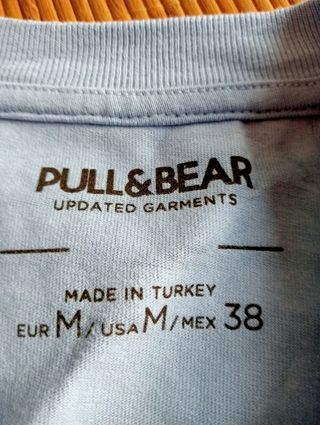 PULL&BEAR
UPDATED GARMENTS
MADE IN TURKEY
EUR M/USA M/MEX 38